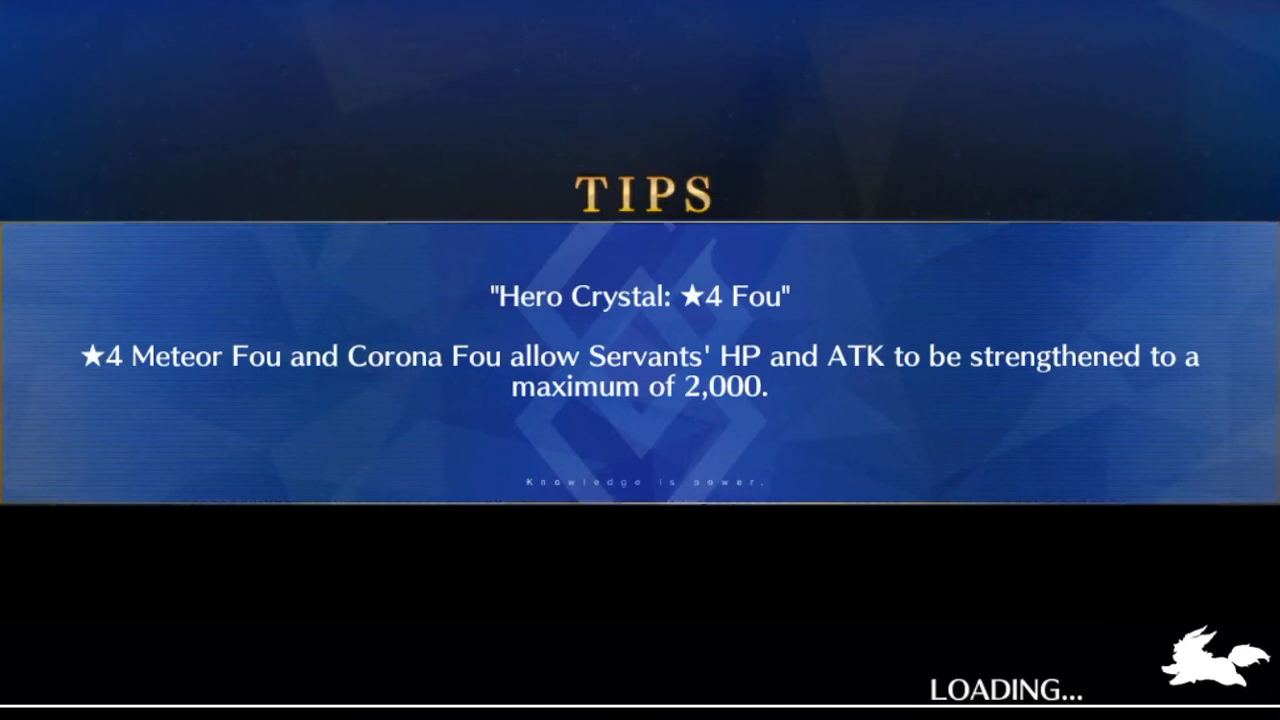 TIPS
"Hero Crystal: ★4 Fou"
★4 Meteor Fou and Corona Fou allow Servants' HP and ATK to be strengthened to a
maximum of 2,000.
Knowledge is power.
LOADING...